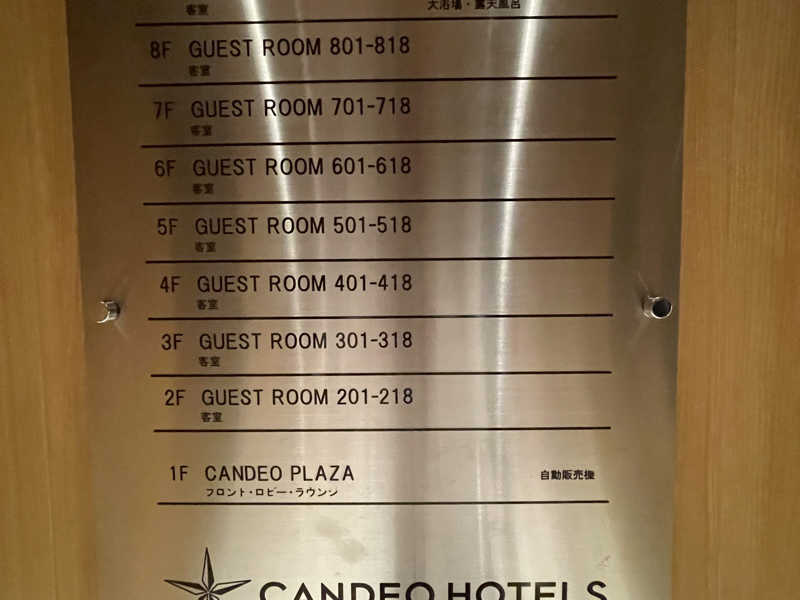 客室 大浴場・露天風呂
8F GUEST ROOM 801-818
客室
7F GUEST ROOM 701-718
客室
6F GUEST ROOM 601-618
客室
5F GUEST ROOM 501-518
客室
4F GUEST ROOM 401-418
客室
3F GUEST ROOM 301-318
客室
2F GUEST ROOM 201-218
客室
1F CANDEO PLAZA 自動販売機
フロント・ロビー・ラウンジ
CANDEO HOTELS